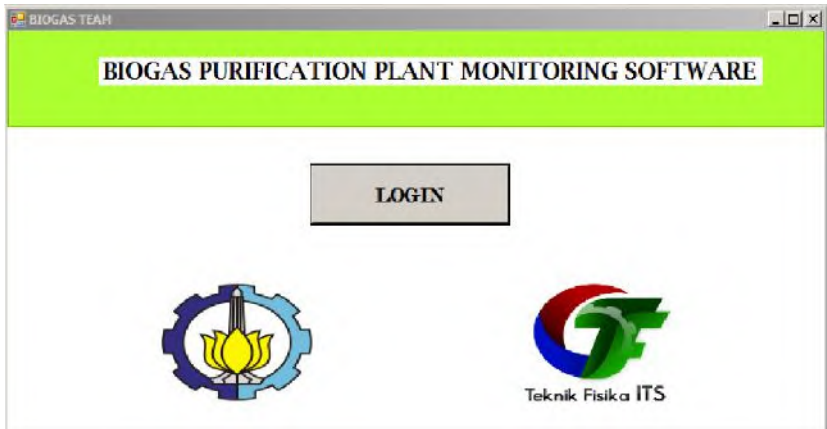 BIOGAS TEAM
BIOGAS PURIFICATION PLANT MONITORING SOFTWARE
LOGIN
Teknik Fisika ITS